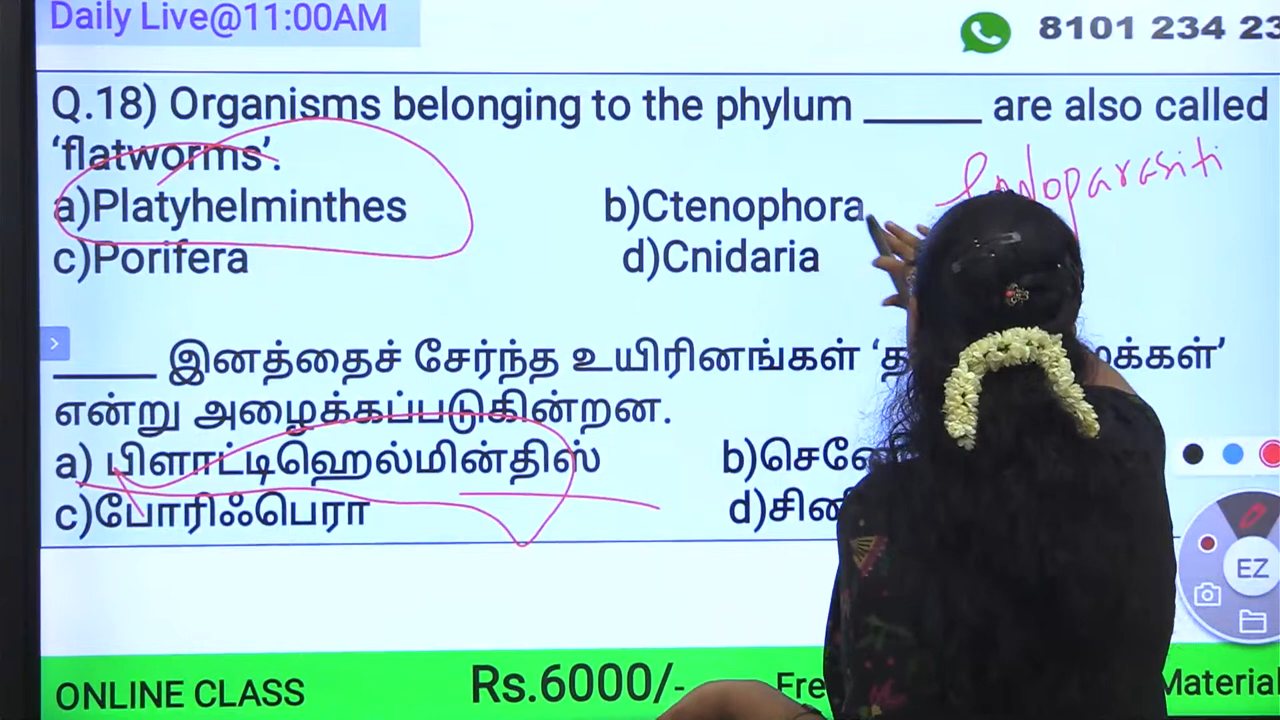 Daily Live@11:00AM
8101 234 23
Q.18) Organisms belonging to the phylum _____ are also called
‘flatworms’.
a)Platyhelminthes b)Ctenophora
c)Porifera d)Cnidaria
_____ இனத்தைச் சேர்ந்த உயிரினங்கள்
என்று அழைக்கப்படுகின்றன.
a) பிளாட்டிஹெல்மின்திஸ் b)
c)போரிஃபெரா d)
EZ
ONLINE CLASS Rs.6000/- Material